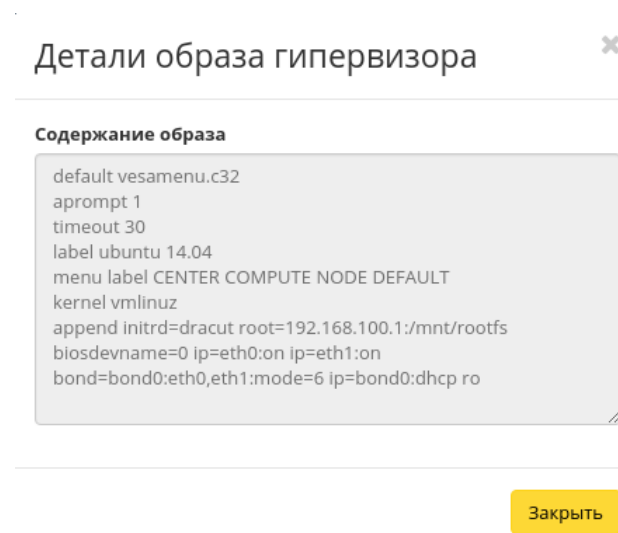 Детали образа гипервизора
Содержание образа
default vesamenu.c32
aprompt 1
timeout 30
label ubuntu 14.04
menu label CENTER COMPUTE NODE DEFAULT
kernel vmlinuz
append initrd=dracut root=192.168.100.1:/mnt/rootfs
biosdevname=0 ip=eth0:on ip=eth1:on
bond=bond0:eth0,eth1:mode=6 ip=bond0:dhcp ro
Закрыть